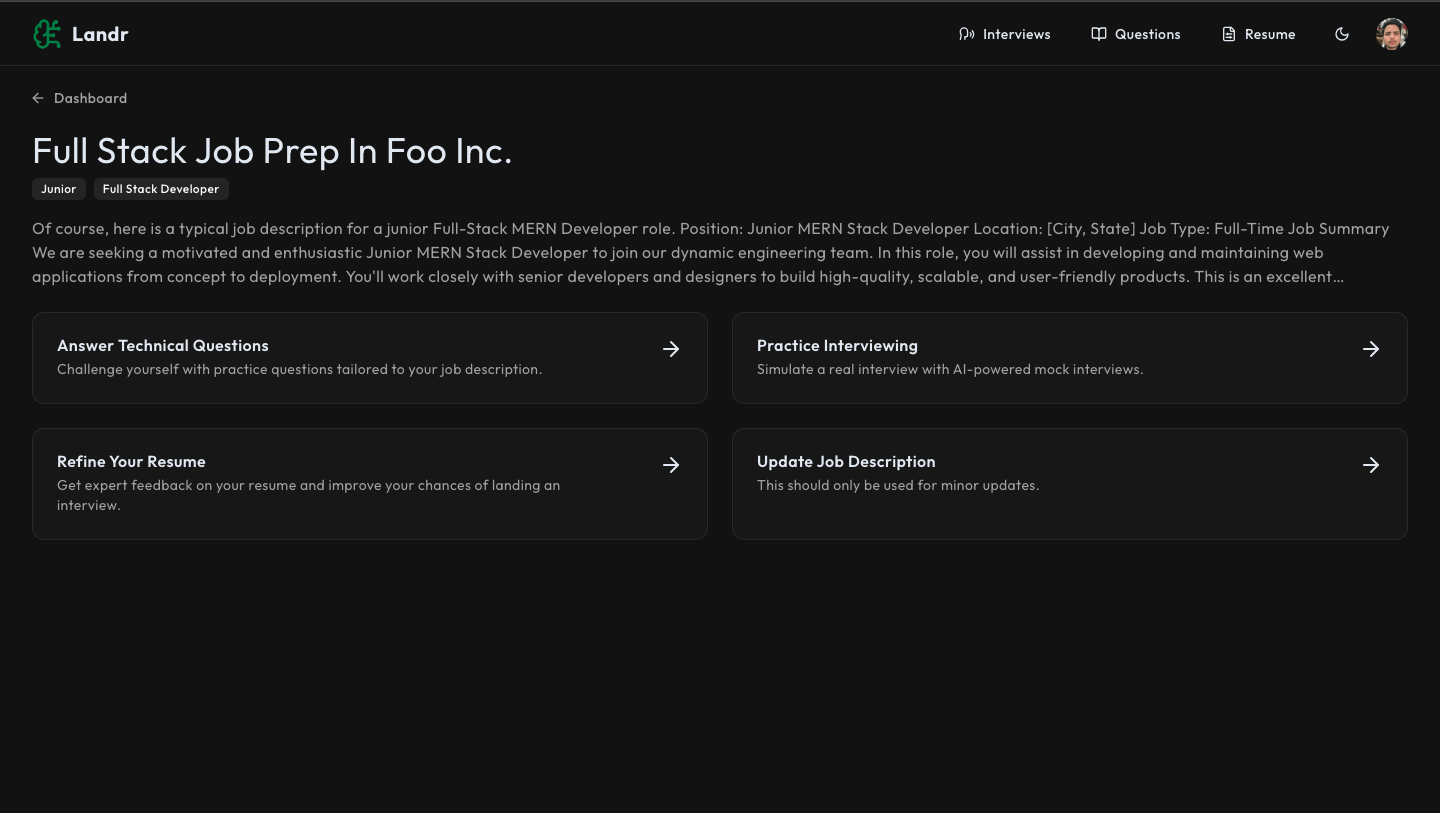 Landr
Interviews
Questions
Resume
Dashboard
Full Stack Job Prep In Foo Inc.
Junior
Full Stack Developer
Of course, here is a typical job description for a junior Full-Stack MERN Developer role. Position: Junior MERN Stack Developer Location: [City, State] Job Type: Full-Time Job Summary
We are seeking a motivated and enthusiastic Junior MERN Stack Developer to join our dynamic engineering team. In this role, you will assist in developing and maintaining web
applications from concept to deployment. You'll work closely with senior developers and designers to build high-quality, scalable, and user-friendly products. This is an excellent…
Answer Technical Questions
Challenge yourself with practice questions tailored to your job description.
Practice Interviewing
Simulate a real interview with AI-powered mock interviews.
Refine Your Resume
Get expert feedback on your resume and improve your chances of landing an
interview.
Update Job Description
This should only be used for minor updates.